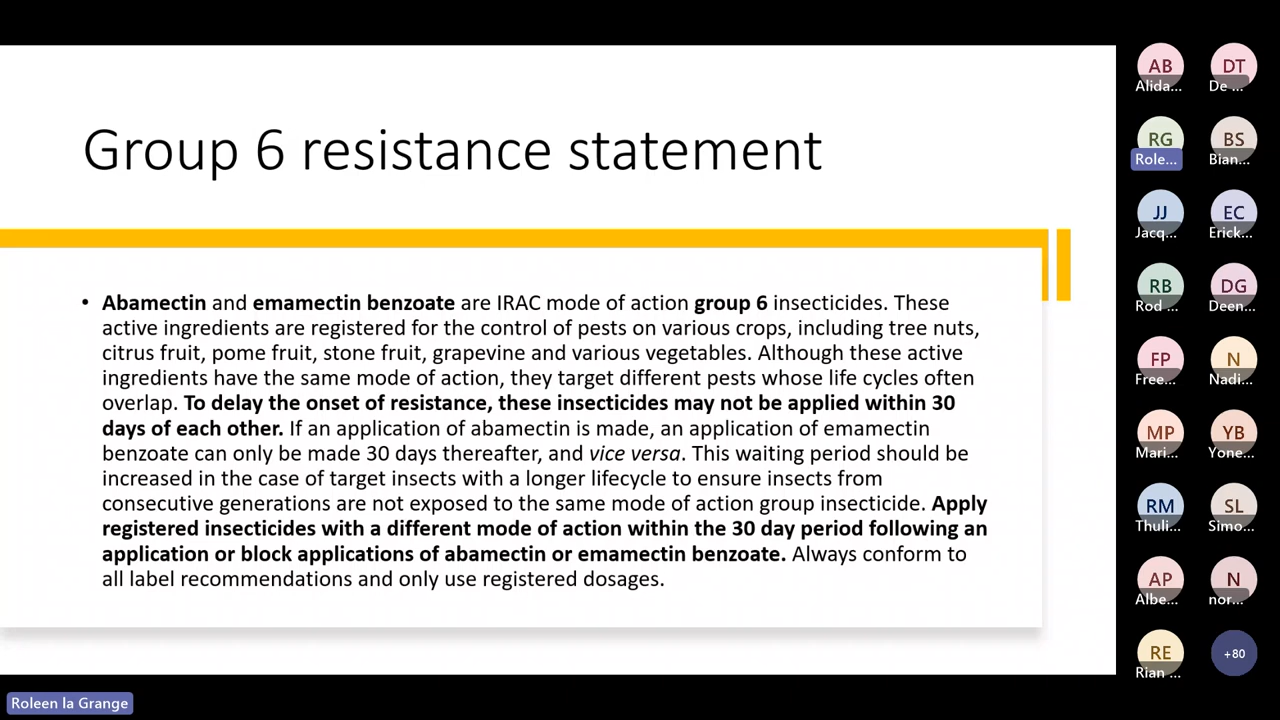 Group 6 resistance statement
• Abamectin and emamectin benzoate are IRAC mode of action group 6 insecticides. These
active ingredients are registered for the control of pests on various crops, including tree nuts,
citrus fruit, pome fruit, stone fruit, grapevine and various vegetables. Although these active
ingredients have the same mode of action, they target different pests whose life cycles often
overlap. To delay the onset of resistance, these insecticides may not be applied within 30
days of each other. If an application of abamectin is made, an application of emamectin
benzoate can only be made 30 days thereafter, and vice versa. This waiting period should be
increased in the case of target insects with a longer lifecycle to ensure insects from
consecutive generations are not exposed to the same mode of action group insecticide. Apply
registered insecticides with a different mode of action within the 30 day period following an
application or block applications of abamectin or emamectin benzoate. Always conform to
all label recommendations and only use registered dosages.
AB DT
Alida... De ...
RG BS
Role... Bian...
JJ EC
Jacq... Erick...
RB DG
Rod ... Deen...
FP N
Free... Nadi...
MP YB
Mari... Yone...
RM SL
Thuli... Simo...
AP N
Albe... nor...
RE +80
Rian ...
Roleen la Grange